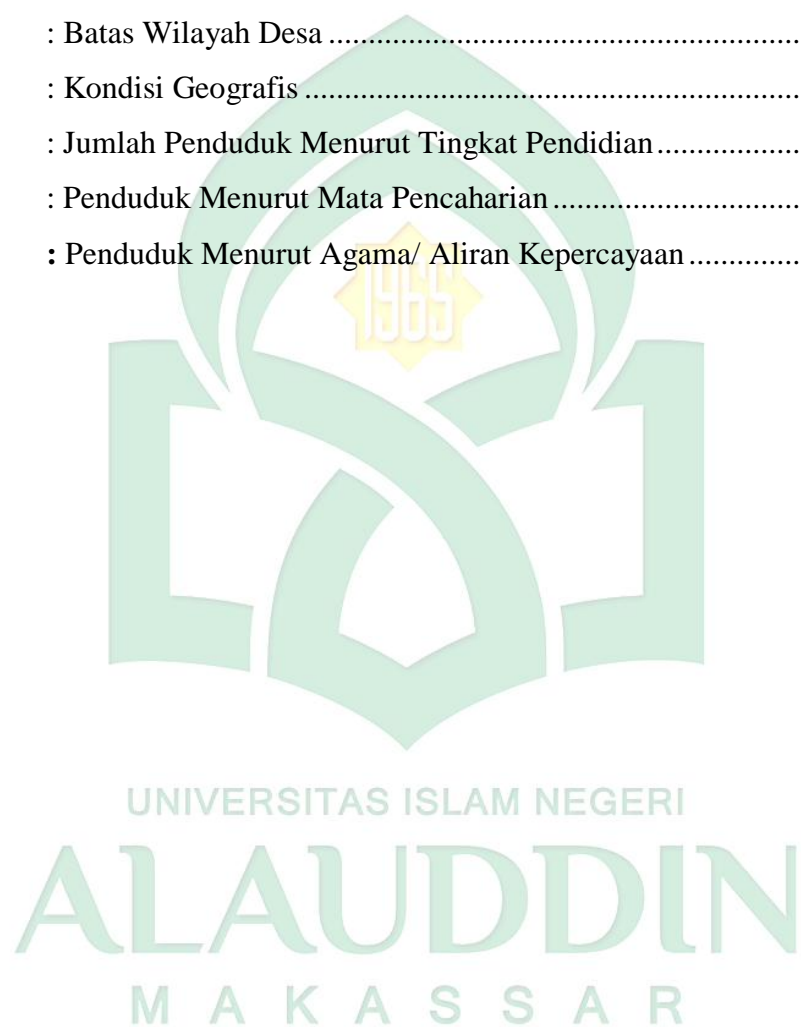 : Batas Wilayah Desa ..........................................................
: Kondisi Geografis .............................................................
: Jumlah Penduduk Menurut Tingkat Pendidian ..................
: Penduduk Menurut Mata Pencaharian ...............................
: Penduduk Menurut Agama/ Aliran Kepercayaan ..............
1965
UNIVERSITAS ISLAM NEGERI
ALAUDDIN
MAKASSAR